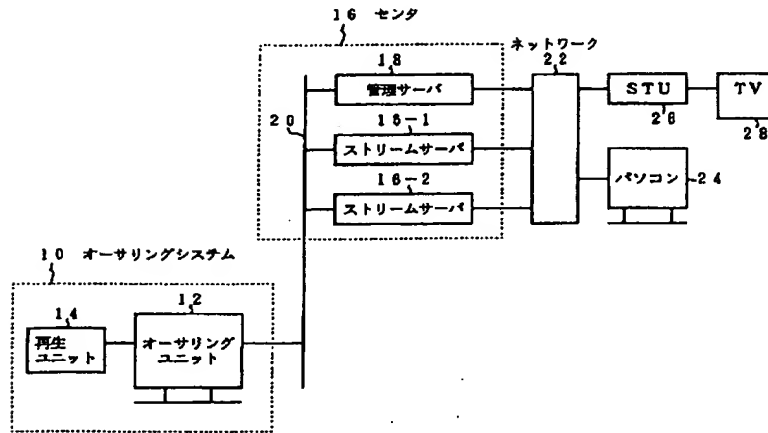 16 センタ
ネットワーク
22
18
管理サーバ
STU
26
TV
28
20
16-1
ストリームサーバ
16-2
ストリームサーバ
パソコン
24
10 オーサリングシステム
14
再生
ユニット
12
オーサリング
ユニット